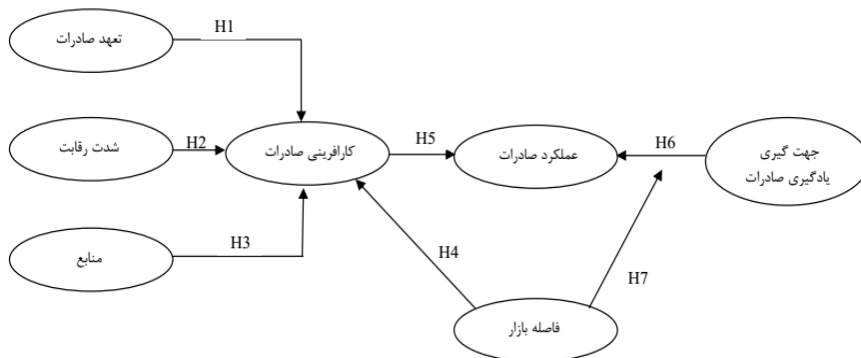 H1
تعهد صادرات
شدت رقابت
H2
کارافرینی صادرات
H5
عملکرد صادرات
H6
جهت گیری
یادگیری صادرات
منابع
H3
H4
H7
فاصله بازار